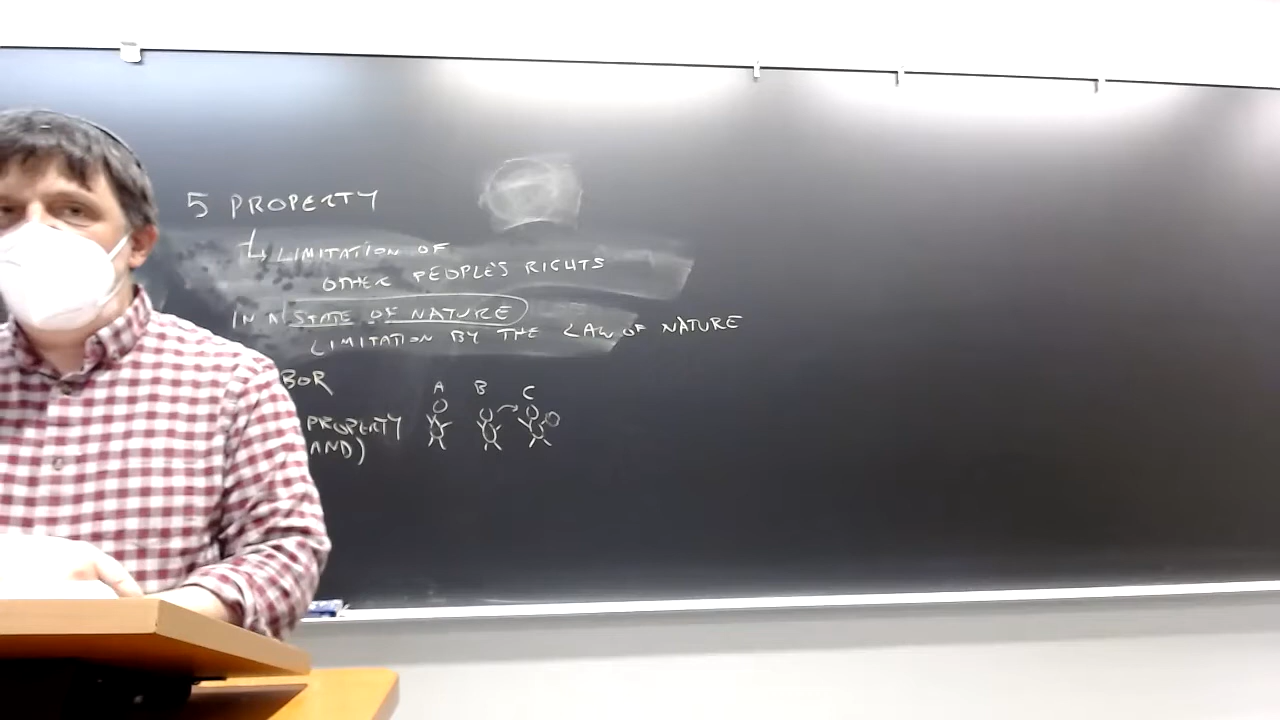 5 PROPERTY
↳ LIMITATION OF
OTHER PEOPLE'S RIGHTS
IN A STATE OF NATURE
LIMITATION BY THE LAW OF NATURE
BOR
A B C
PROPERTY
AND)